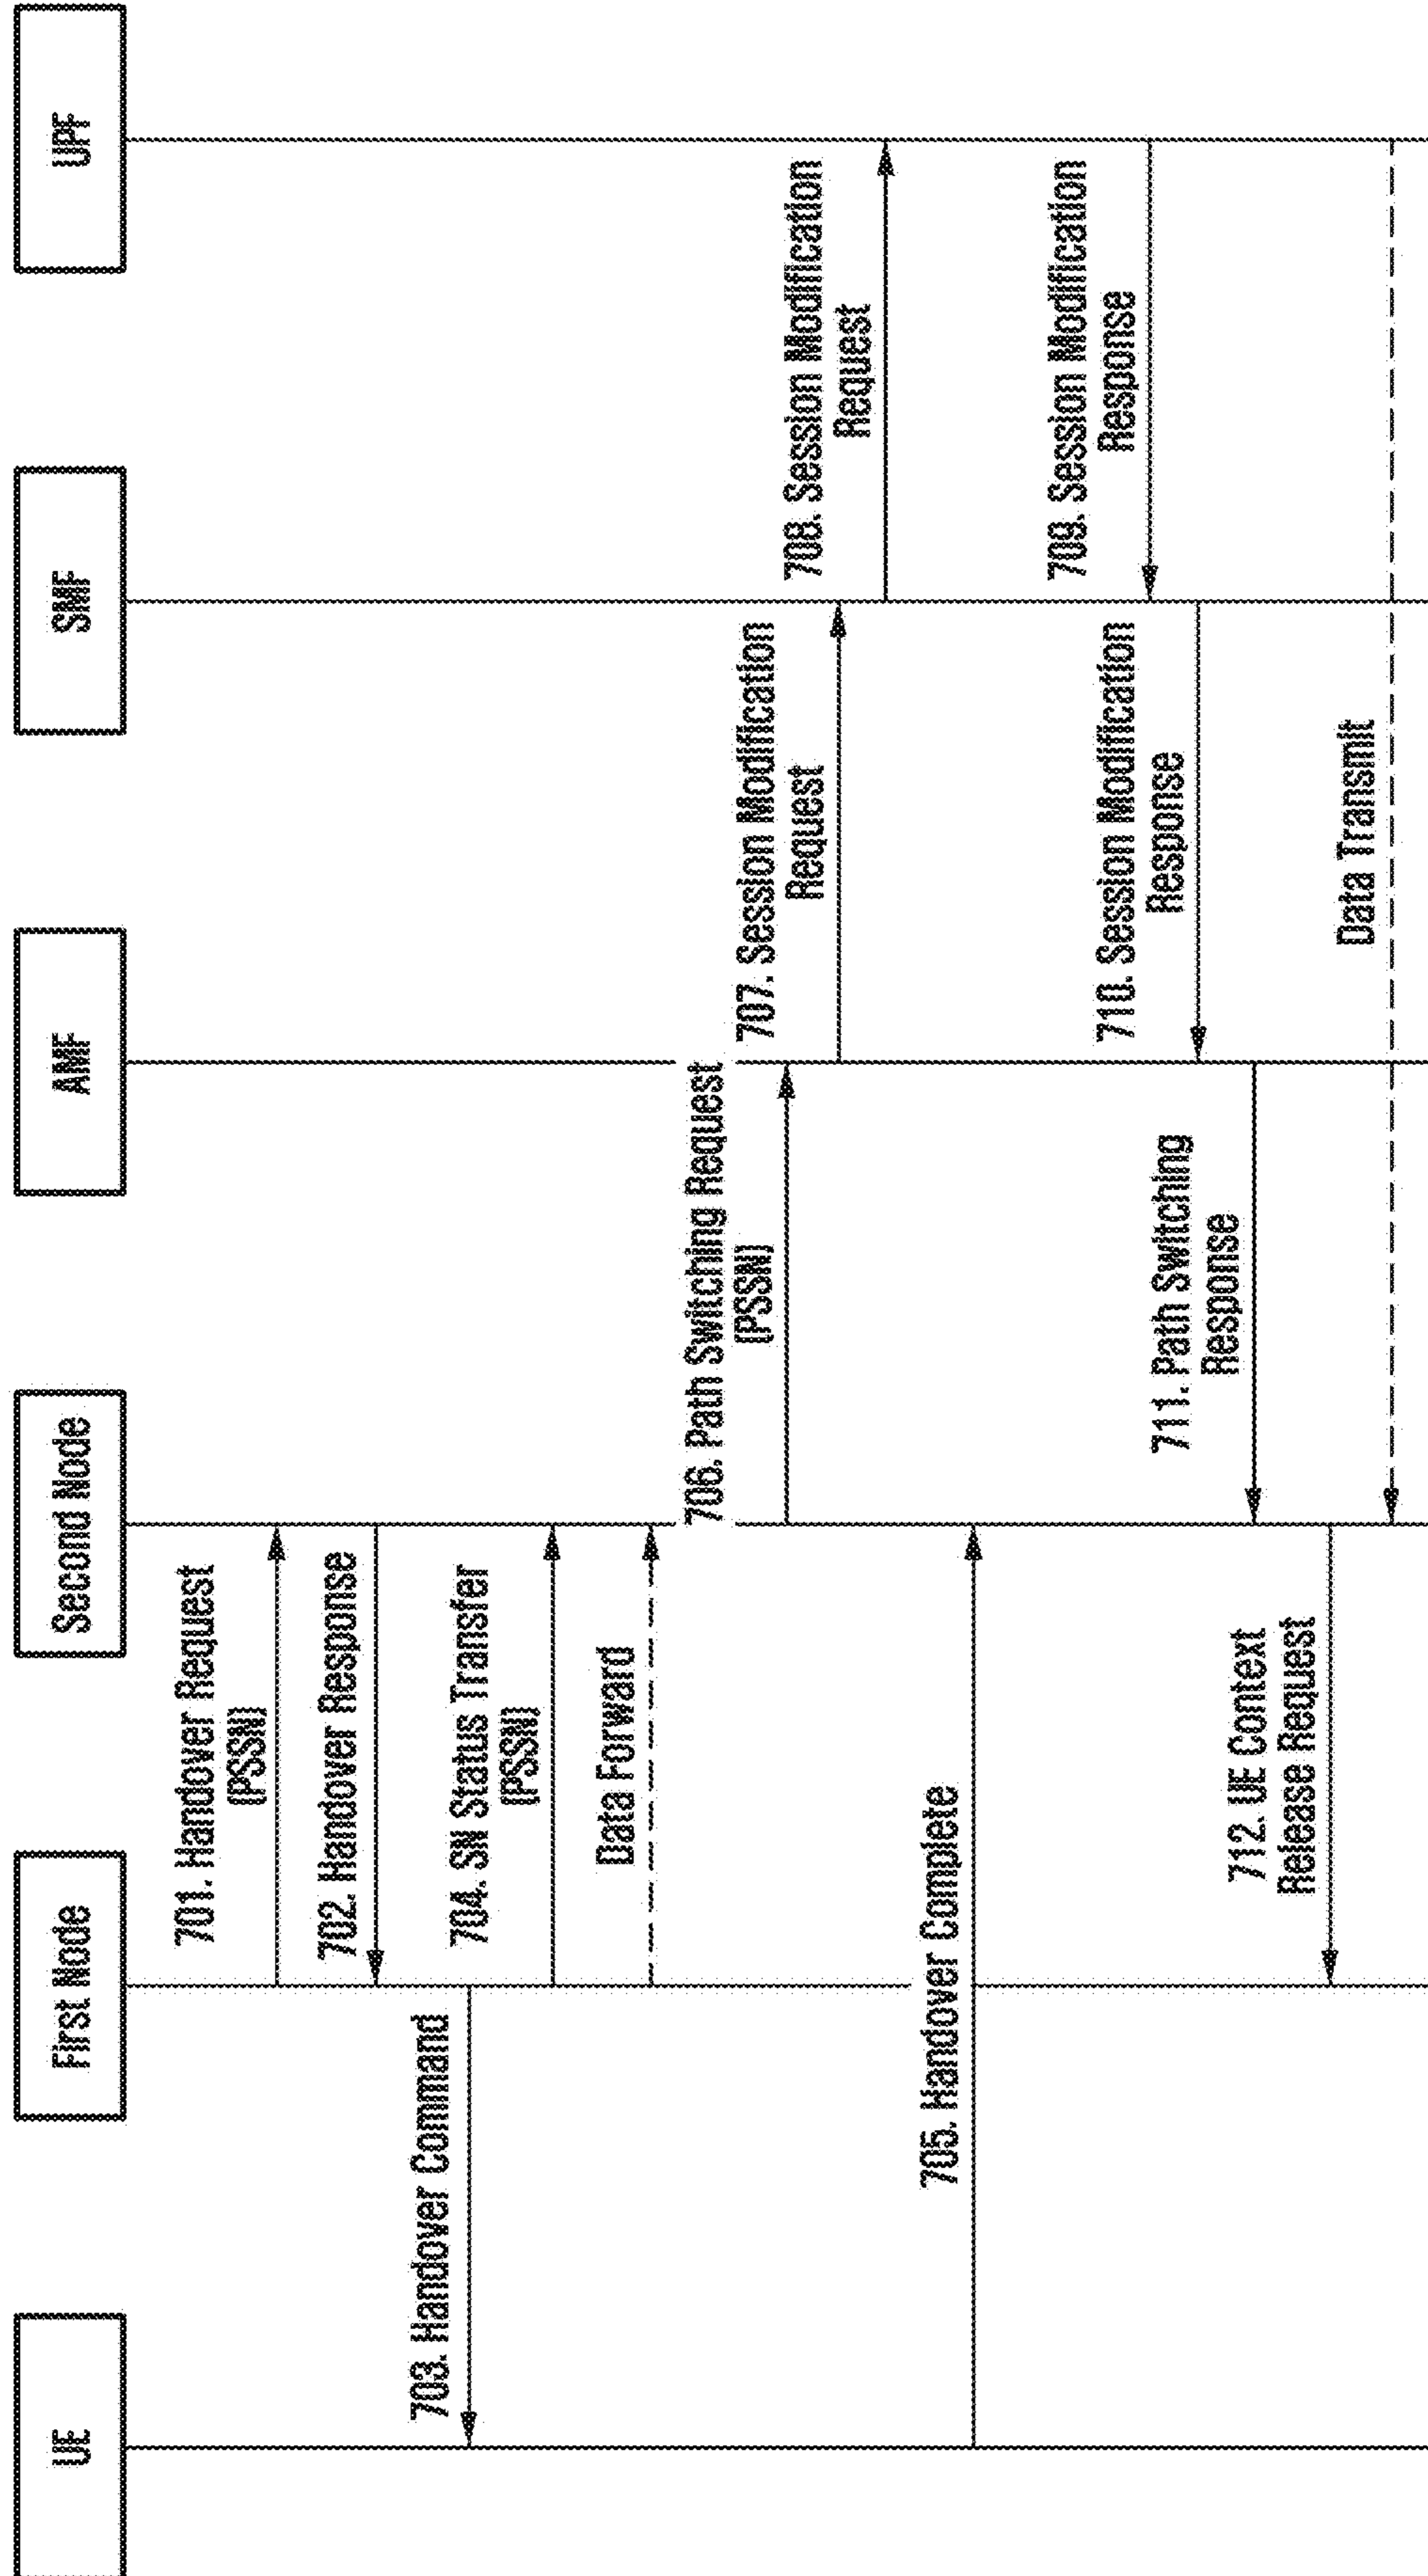 UE
First Node
Second Node
AMF
SMF
UPF
701. Handover Request
(PSSN)
702. Handover Response
703. Handover Command
704. SN Status Transfer
(PSSN)
Data Forward
706. Path Switching Request
(PSSN)
707. Session Modification
Request
708. Session Modification
Request
705. Handover Complete
709. Session Modification
Response
710. Session Modification
Response
711. Path Switching
Response
712. UE Context
Release Request
Data Transmit